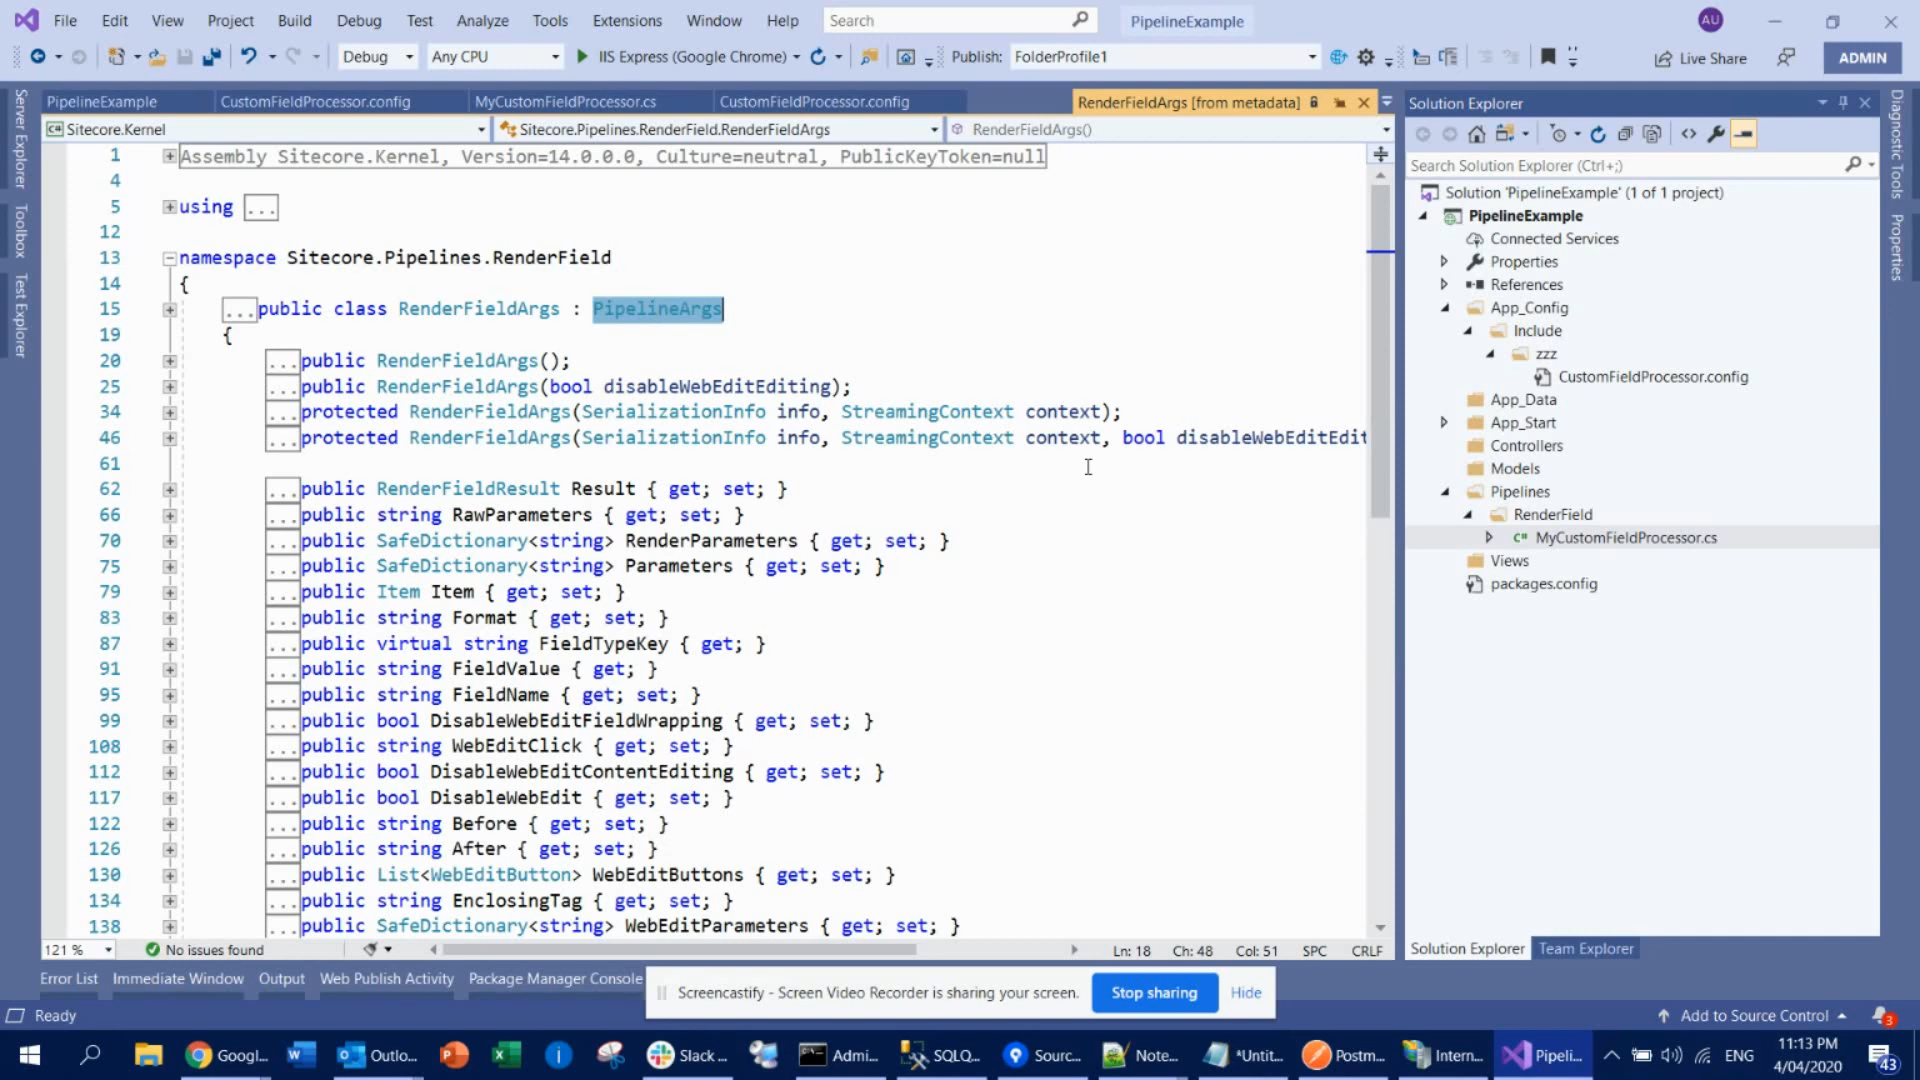 File Edit View Project Build Debug Test Analyze Tools Extensions Window Help Search PipelineExample AU
Debug Any CPU IIS Express (Google Chrome) Publish: FolderProfile1 Live Share ADMIN
PipelineExample CustomFieldProcessor.config MyCustomFieldProcessor.cs CustomFieldProcessor.config RenderFieldArgs [from metadata]
C# Sitecore.Kernel Sitecore.Pipelines.RenderField.RenderFieldArgs RenderFieldArgs()
Server Explorer
Toolbox
Test Explorer
1 Assembly Sitecore.Kernel, Version=14.0.0.0, Culture=neutral, PublicKeyToken=null
4
5 using ...
12
13 namespace Sitecore.Pipelines.RenderField
14 {
15 ...public class RenderFieldArgs : PipelineArgs
19 {
20 ...public RenderFieldArgs();
25 ...public RenderFieldArgs(bool disableWebEditEditing);
34 ...protected RenderFieldArgs(SerializationInfo info, StreamingContext context);
46 ...protected RenderFieldArgs(SerializationInfo info, StreamingContext context, bool disableWebEditEdit
61
62 ...public RenderFieldResult Result { get; set; }
66 ...public string RawParameters { get; set; }
70 ...public SafeDictionary<string> RenderParameters { get; set; }
75 ...public SafeDictionary<string> Parameters { get; set; }
79 ...public Item Item { get; set; }
83 ...public string Format { get; set; }
87 ...public virtual string FieldTypeKey { get; }
91 ...public string FieldValue { get; }
95 ...public string FieldName { get; set; }
99 ...public bool DisableWebEditFieldWrapping { get; set; }
108 ...public string WebEditClick { get; set; }
112 ...public bool DisableWebEditContentEditing { get; set; }
117 ...public bool DisableWebEdit { get; set; }
122 ...public string Before { get; set; }
126 ...public string After { get; set; }
130 ...public List<WebEditButton> WebEditButtons { get; set; }
134 ...public string EnclosingTag { get; set; }
138 ...public SafeDictionary<string> WebEditParameters { get; set; }
121 % No issues found Ln: 18 Ch: 48 Col: 51 SPC CRLF
Solution Explorer
Search Solution Explorer (Ctrl+;)
Solution 'PipelineExample' (1 of 1 project)
PipelineExample
Connected Services
Properties
References
App_Config
Include
zzz
CustomFieldProcessor.config
App_Data
App_Start
Controllers
Models
Pipelines
RenderField
C# MyCustomFieldProcessor.cs
Views
packages.config
Solution Explorer Team Explorer
Diagnostic Tools
Properties
Error List Immediate Window Output Web Publish Activity Package Manager Console
Screencastify - Screen Video Recorder is sharing your screen. Stop sharing Hide
Ready Add to Source Control 3
Googl... Outlo... Slack ... Admi... SQLQ... Sourc... Note... *Untit... Postm... Intern... Pipeli... ENG 11:13 PM
4/04/2020 43